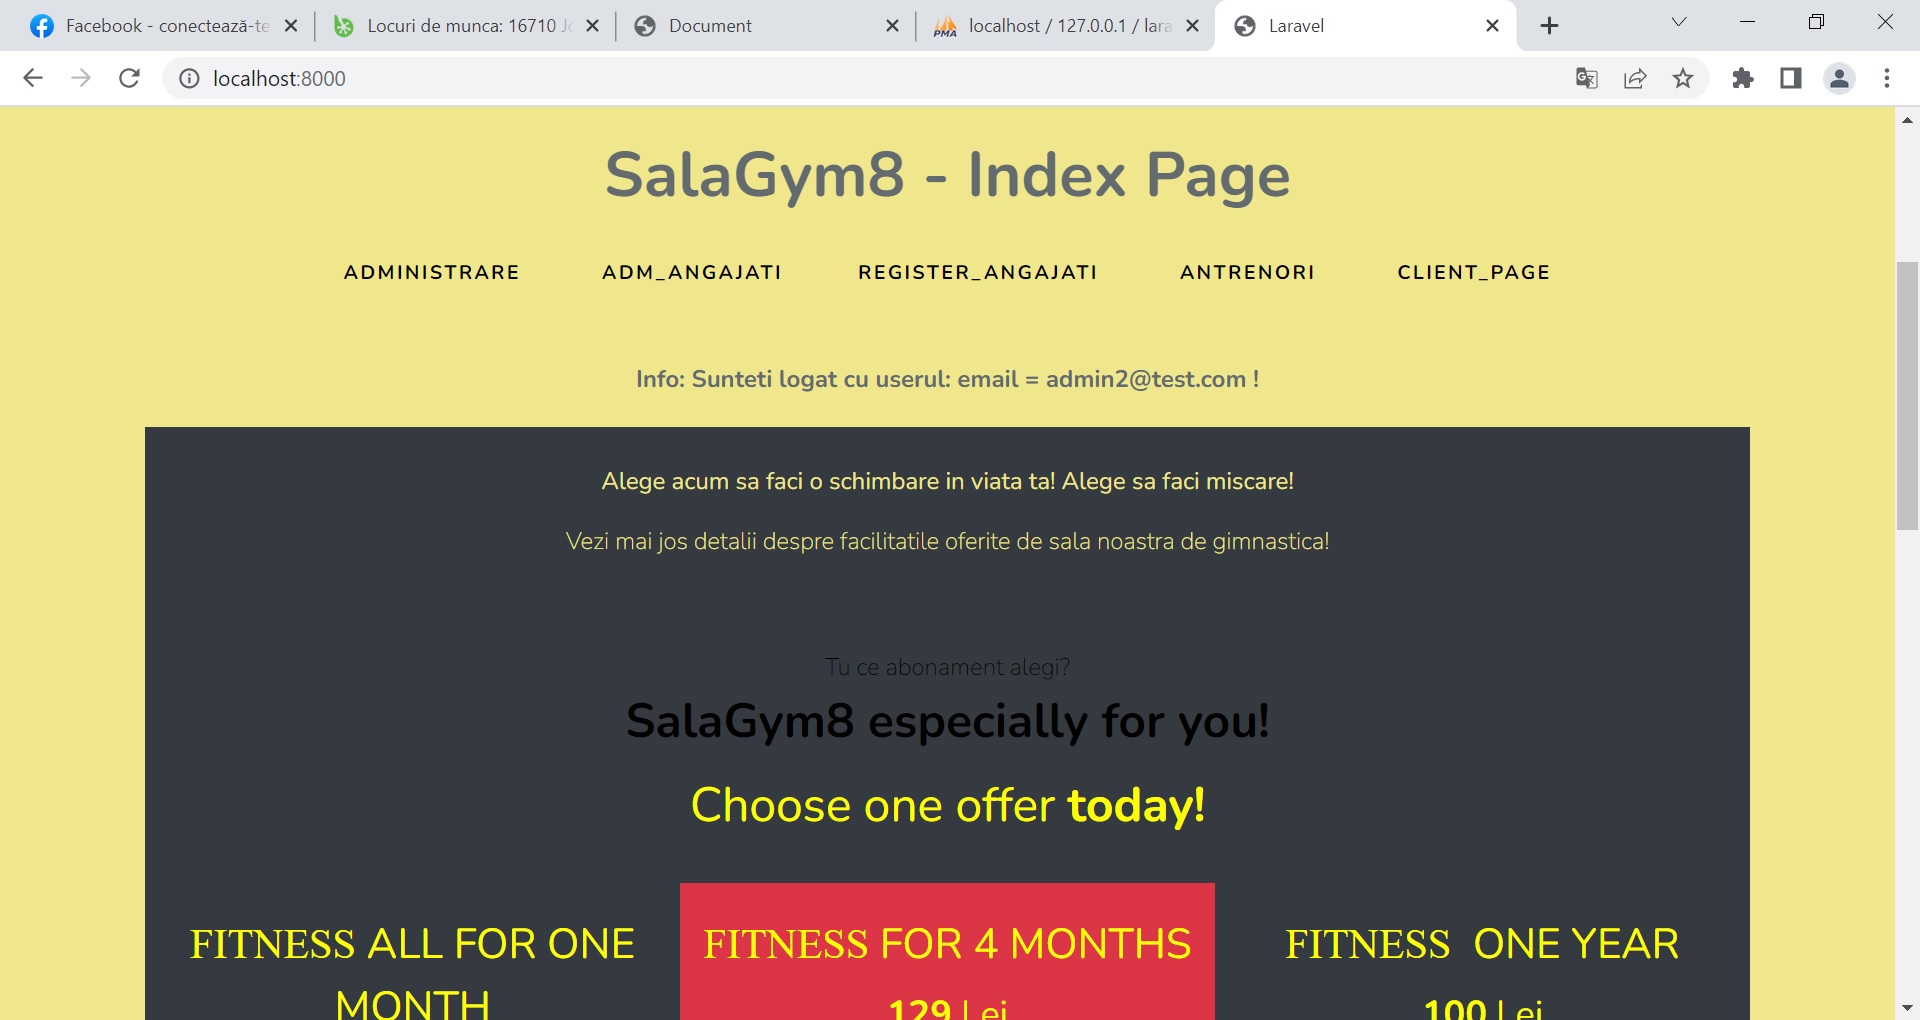 Facebook - conectează-te
Locuri de munca: 16710 Jo
Document
PMA
localhost / 127.0.0.1 / lara
Laravel
localhost:8000
SalaGym8 - Index Page
ADMINISTRARE ADM_ANGAJATI REGISTER_ANGAJATI ANTRENORI CLIENT_PAGE
Info: Sunteti logat cu userul: email = admin2@test.com !
Alege acum sa faci o schimbare in viata ta! Alege sa faci miscare!
Vezi mai jos detalii despre facilitatile oferite de sala noastra de gimnastica!
Tu ce abonament alegi?
SalaGym8 especially for you!
Choose one offer today!
FITNESS ALL FOR ONE
MONTH
FITNESS FOR 4 MONTHS
129 Lei
FITNESS ONE YEAR
100 Lei